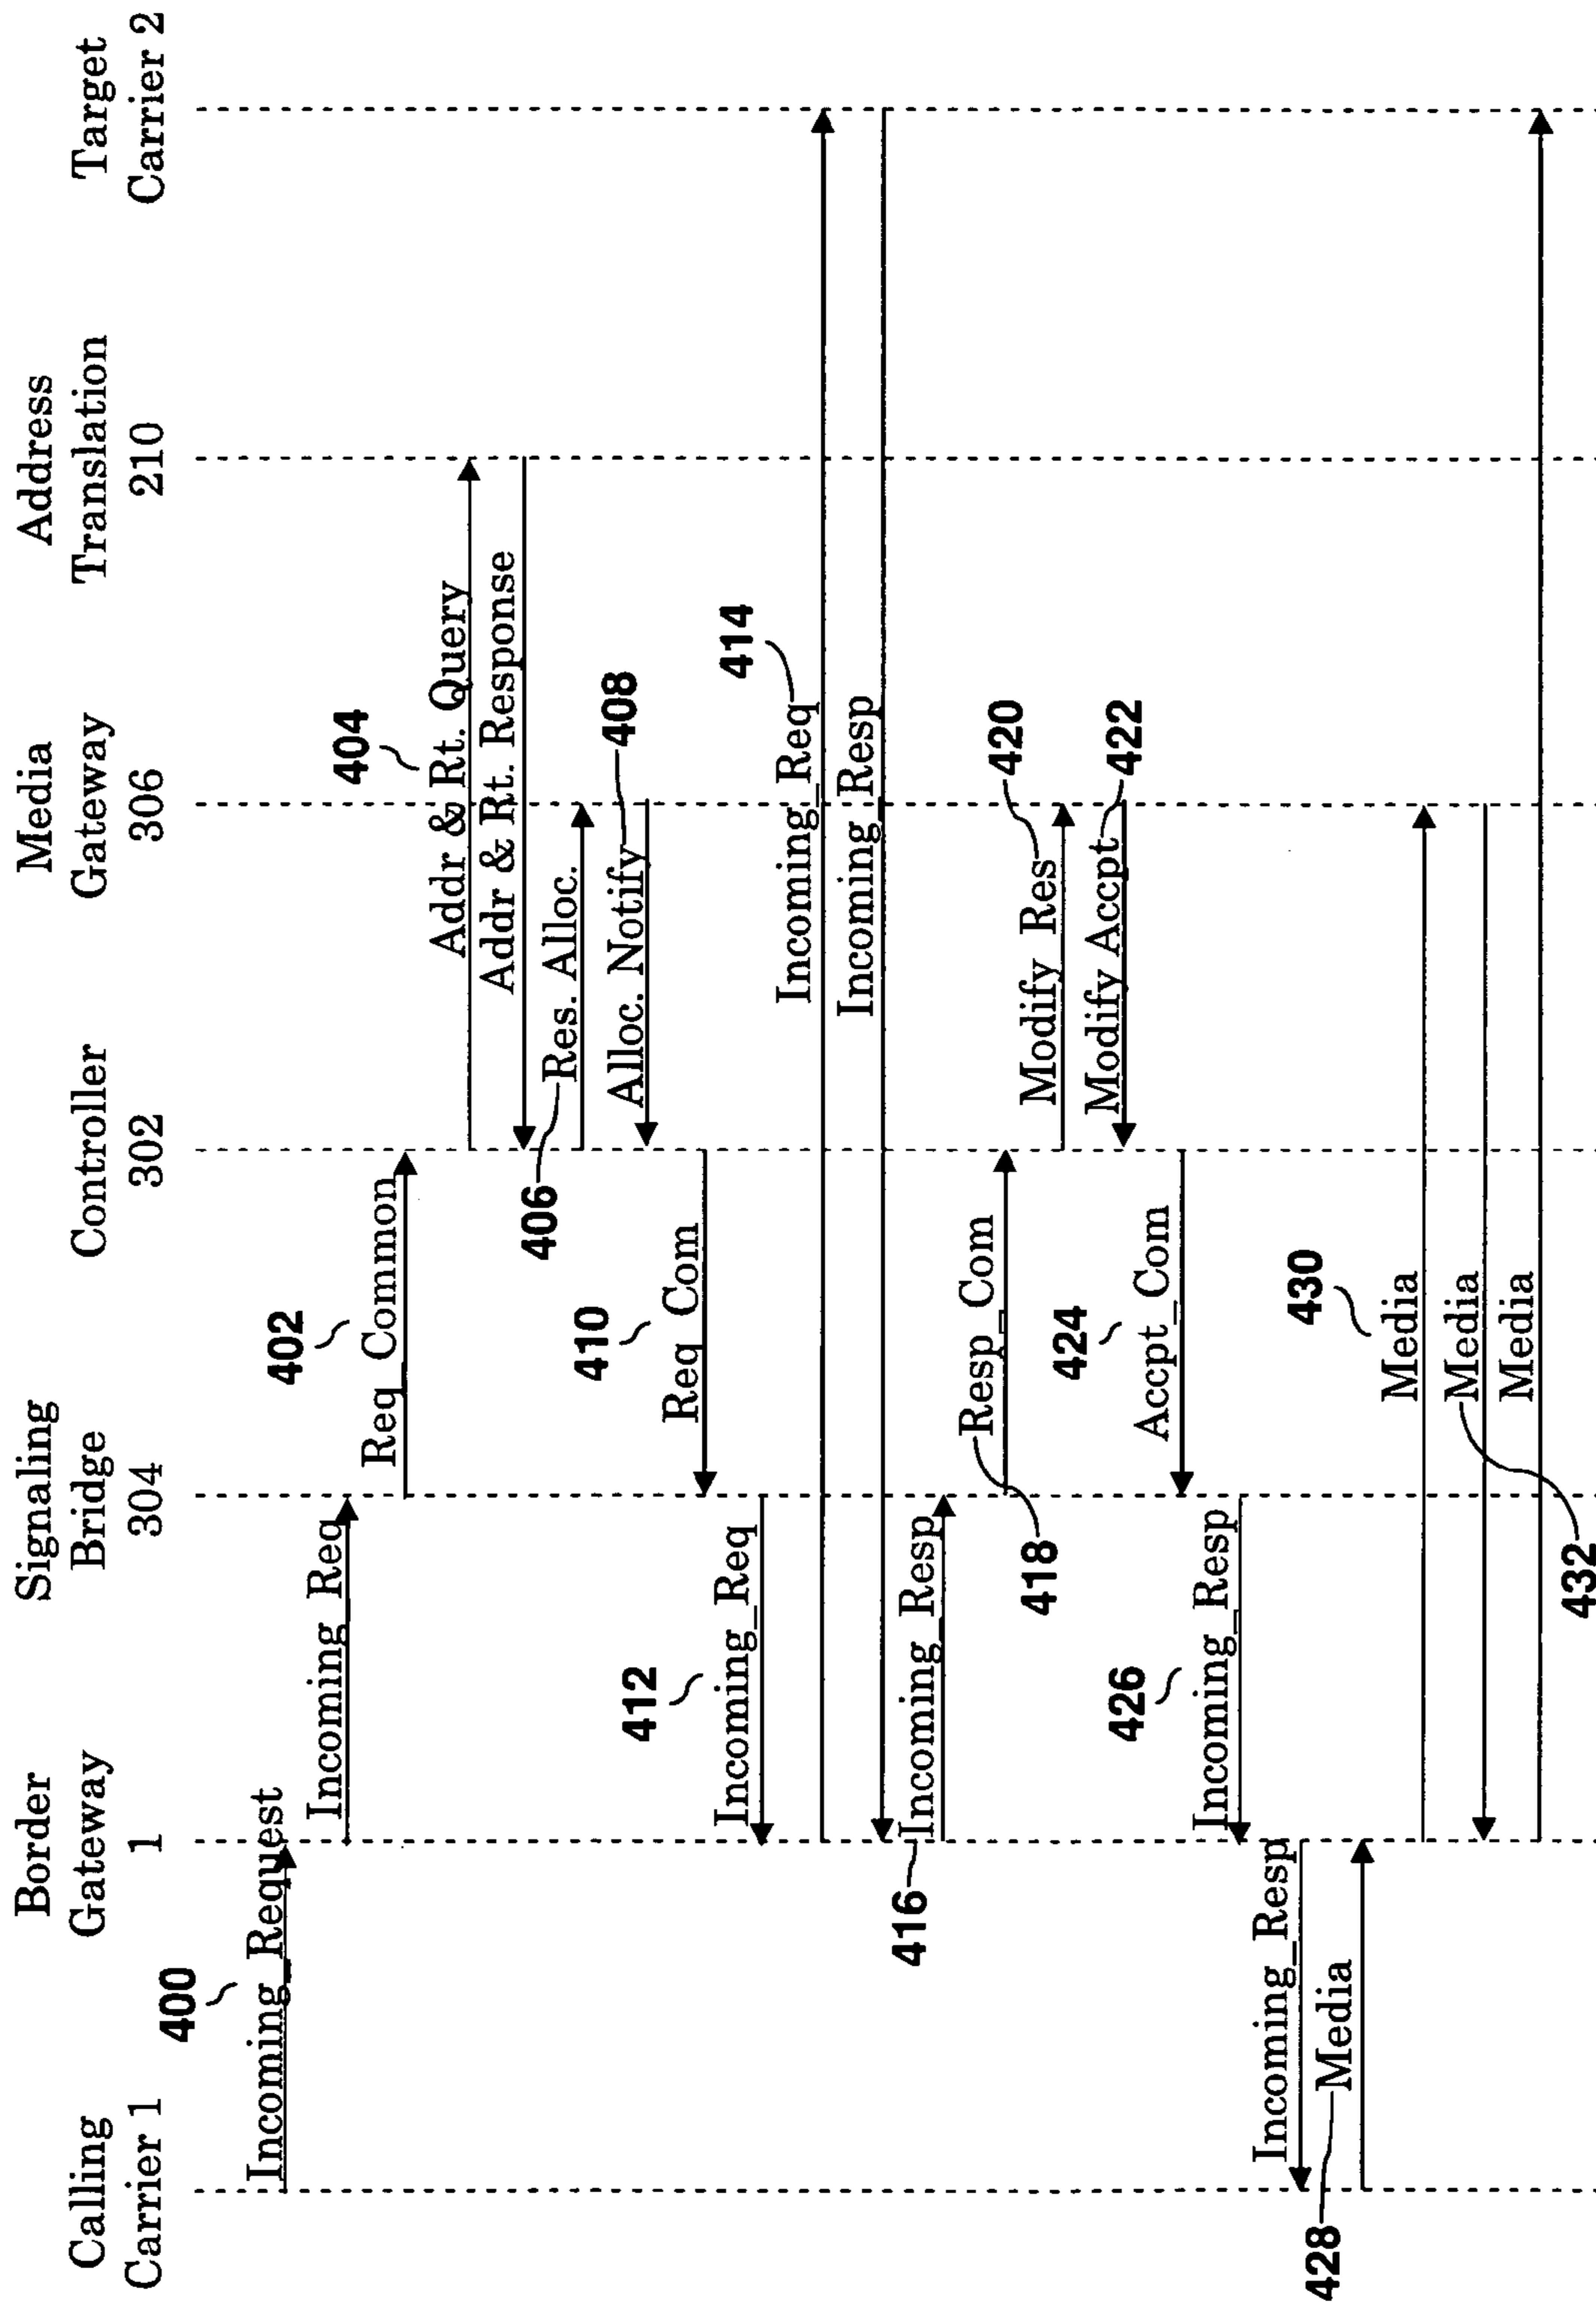 Calling
Carrier 1
Border
Gateway
1
Signaling
Bridge
304
Controller
302
Media
Gateway
306
Address
Translation
210
Target
Carrier 2
400
Incoming_Request
Incoming_Req
402
Req_Common
404
Addr & Rt. Query
Addr & Rt. Response
406
Res. Alloc.
408
Alloc. Notify
410
Req_Com
412
Incoming_Req
414
Incoming_Req
Incoming_Resp
416
Incoming_Resp
418
Resp_Com
420
Modify_Res
422
Modify Accpt
424
Accpt_Com
426
Incoming_Resp
Incoming_Resp
428
Media
430
Media
Media
432
Media